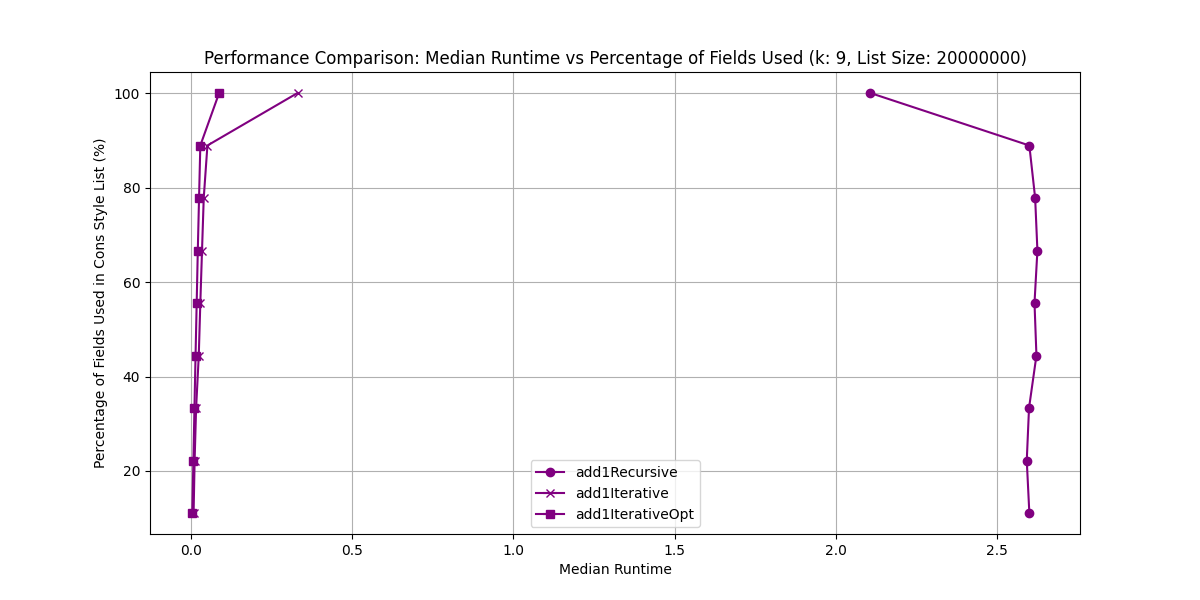 Performance Comparison: Median Runtime vs Percentage of Fields Used (k: 9, List Size: 20000000)
Percentage of Fields Used in Cons Style List (%)
100
80
60
40
20
add1Recursive
add1Iterative
add1IterativeOpt
0.0 0.5 1.0 1.5 2.0 2.5
Median Runtime